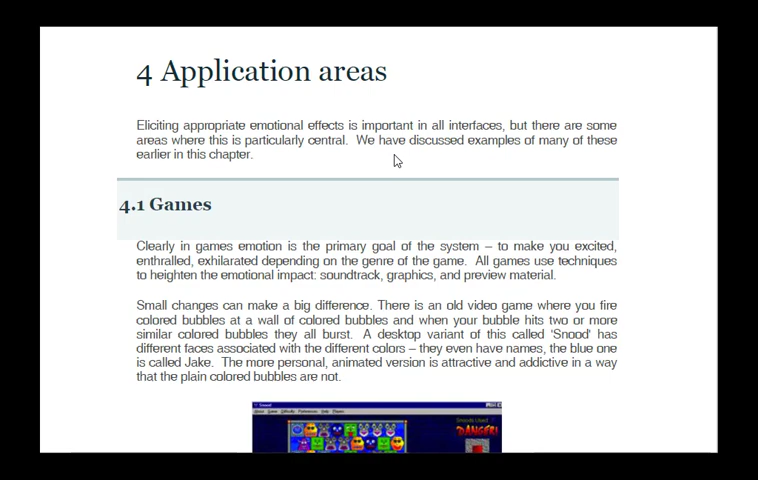 4 Application areas
Eliciting appropriate emotional effects is important in all interfaces, but there are some
areas where this is particularly central. We have discussed examples of many of these
earlier in this chapter.
4.1 Games
Clearly in games emotion is the primary goal of the system – to make you excited,
enthralled, exhilarated depending on the genre of the game. All games use techniques
to heighten the emotional impact: soundtrack, graphics, and preview material.
Small changes can make a big difference. There is an old video game where you fire
colored bubbles at a wall of colored bubbles and when your bubble hits two or more
similar colored bubbles they all burst. A desktop variant of this called 'Snood' has
different faces associated with the different colors – they even have names, the blue one
is called Jake. The more personal, animated version is attractive and addictive in a way
that the plain colored bubbles are not.
DANGER!